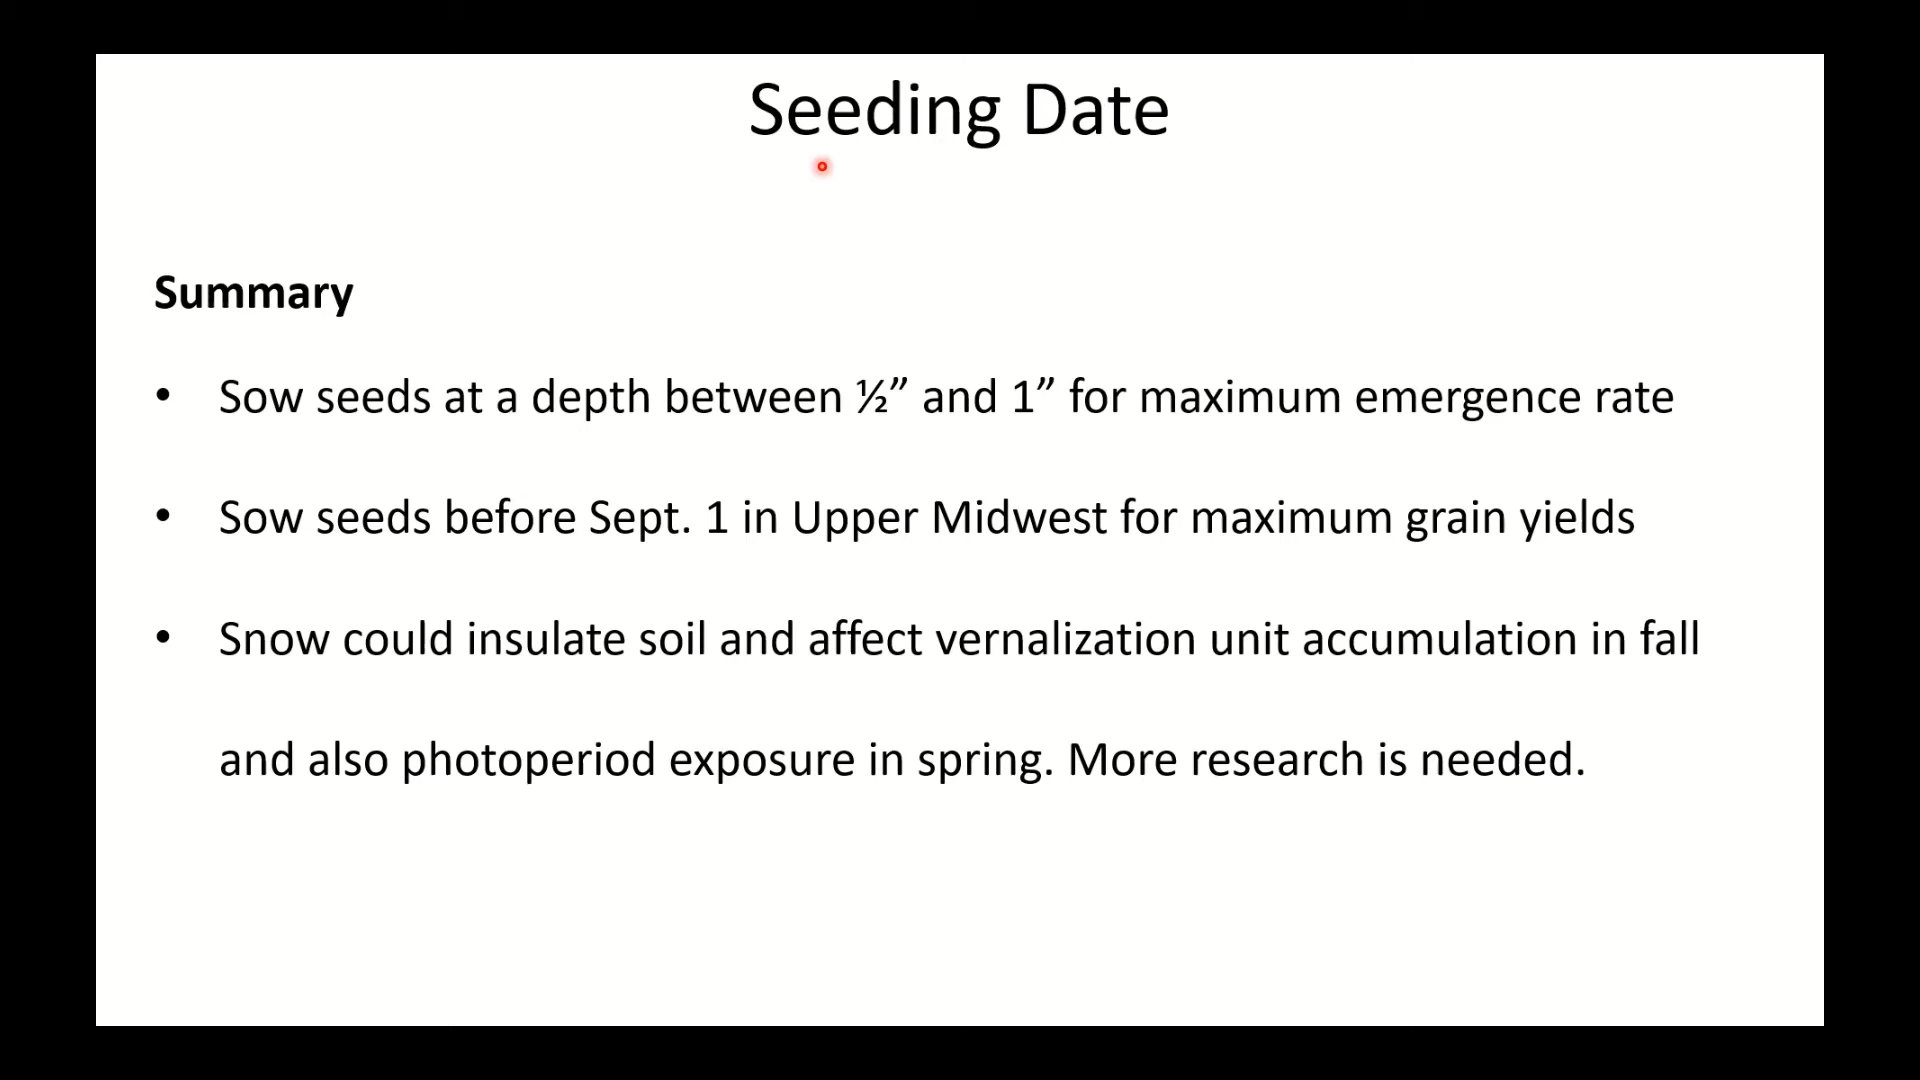 Seeding Date
Summary
• Sow seeds at a depth between ½” and 1” for maximum emergence rate
• Sow seeds before Sept. 1 in Upper Midwest for maximum grain yields
• Snow could insulate soil and affect vernalization unit accumulation in fall
and also photoperiod exposure in spring. More research is needed.